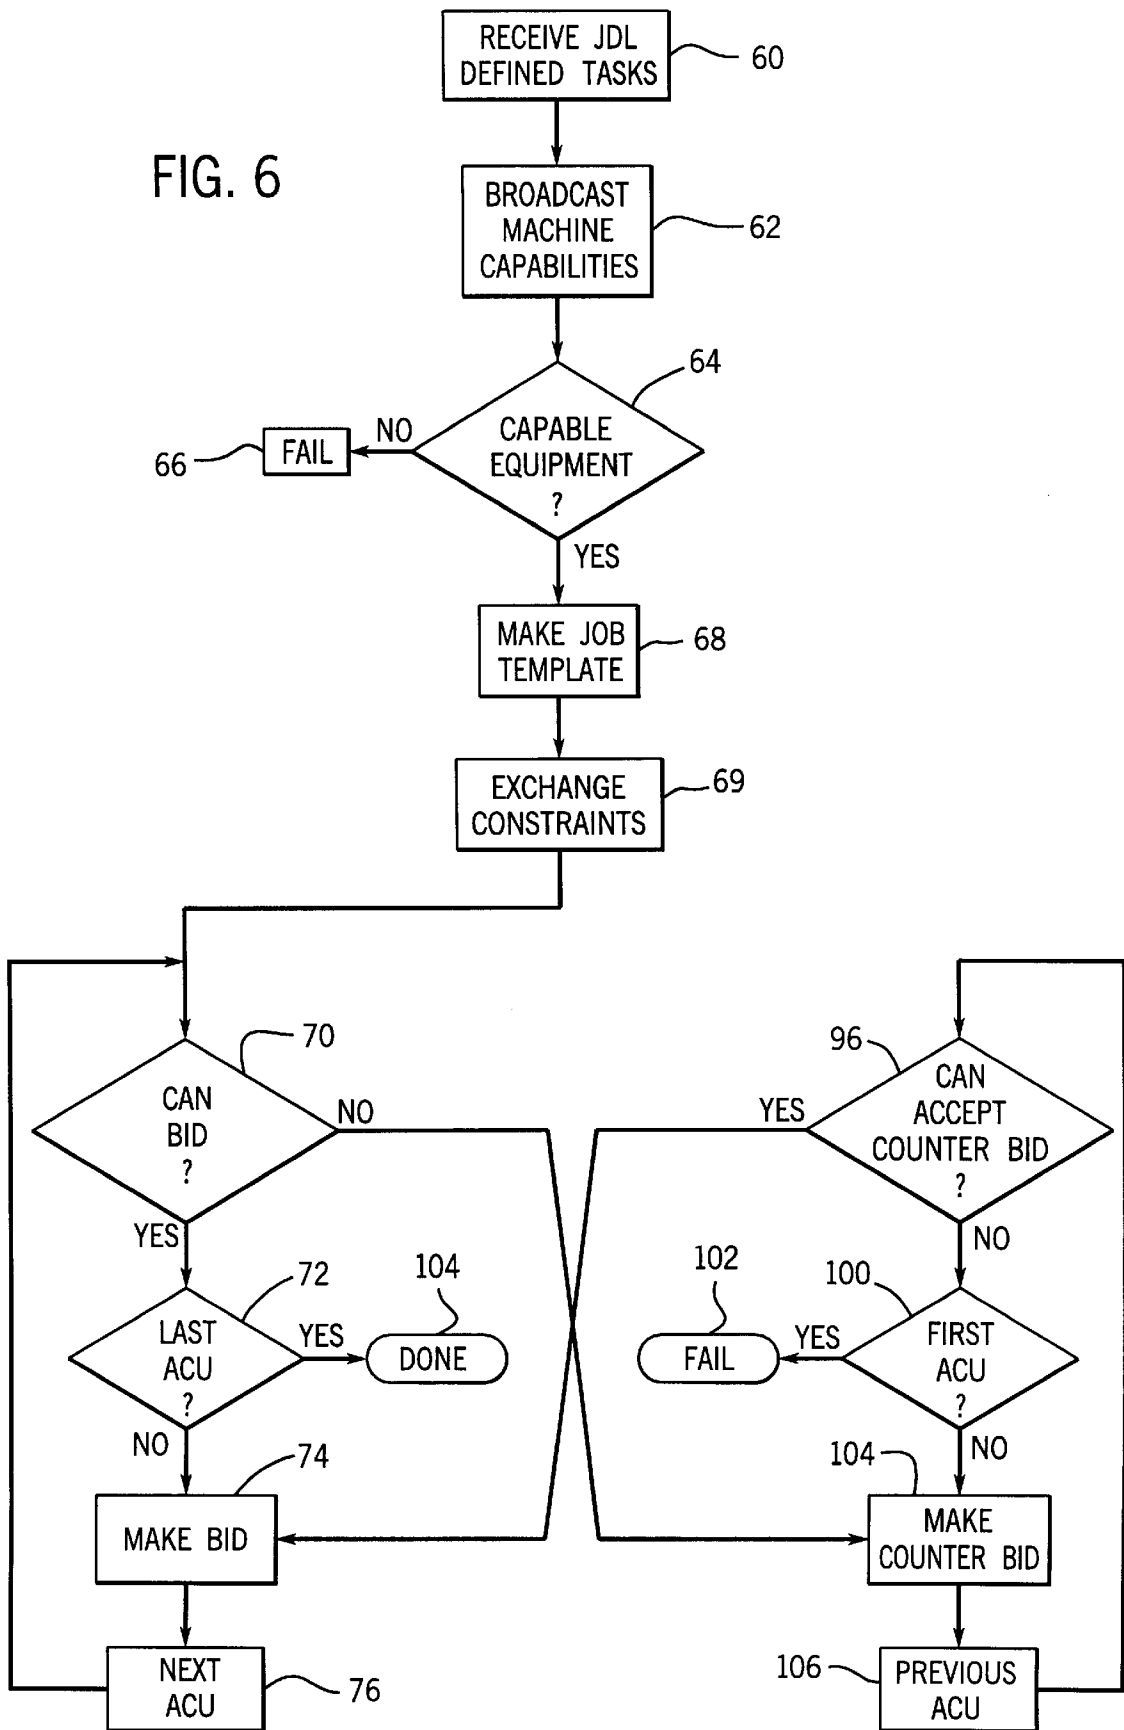 RECEIVE JDL
DEFINED TASKS
60
FIG. 6
BROADCAST
MACHINE
CAPABILITIES
62
64
CAPABLE
EQUIPMENT
?
NO
FAIL
66
YES
MAKE JOB
TEMPLATE
68
EXCHANGE
CONSTRAINTS
69
70
CAN
BID
?
NO
YES
96
CAN
ACCEPT
COUNTER BID
?
YES
NO
72
LAST
ACU
?
YES
104
DONE
NO
102
FAIL
YES
100
FIRST
ACU
?
NO
74
MAKE BID
104
MAKE
COUNTER BID
NEXT
ACU
76
106
PREVIOUS
ACU